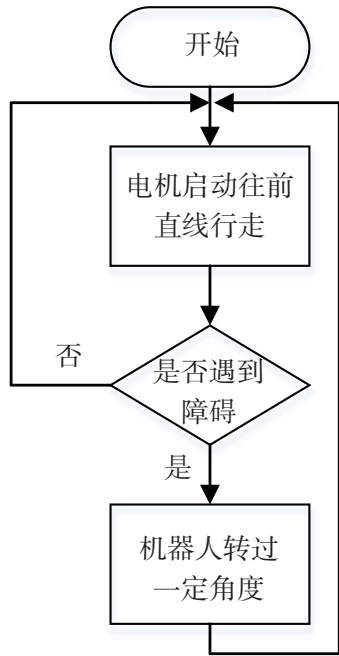 开始
电机启动往前
直线行走
否
是否遇到
障碍
是
机器人转过
一定角度